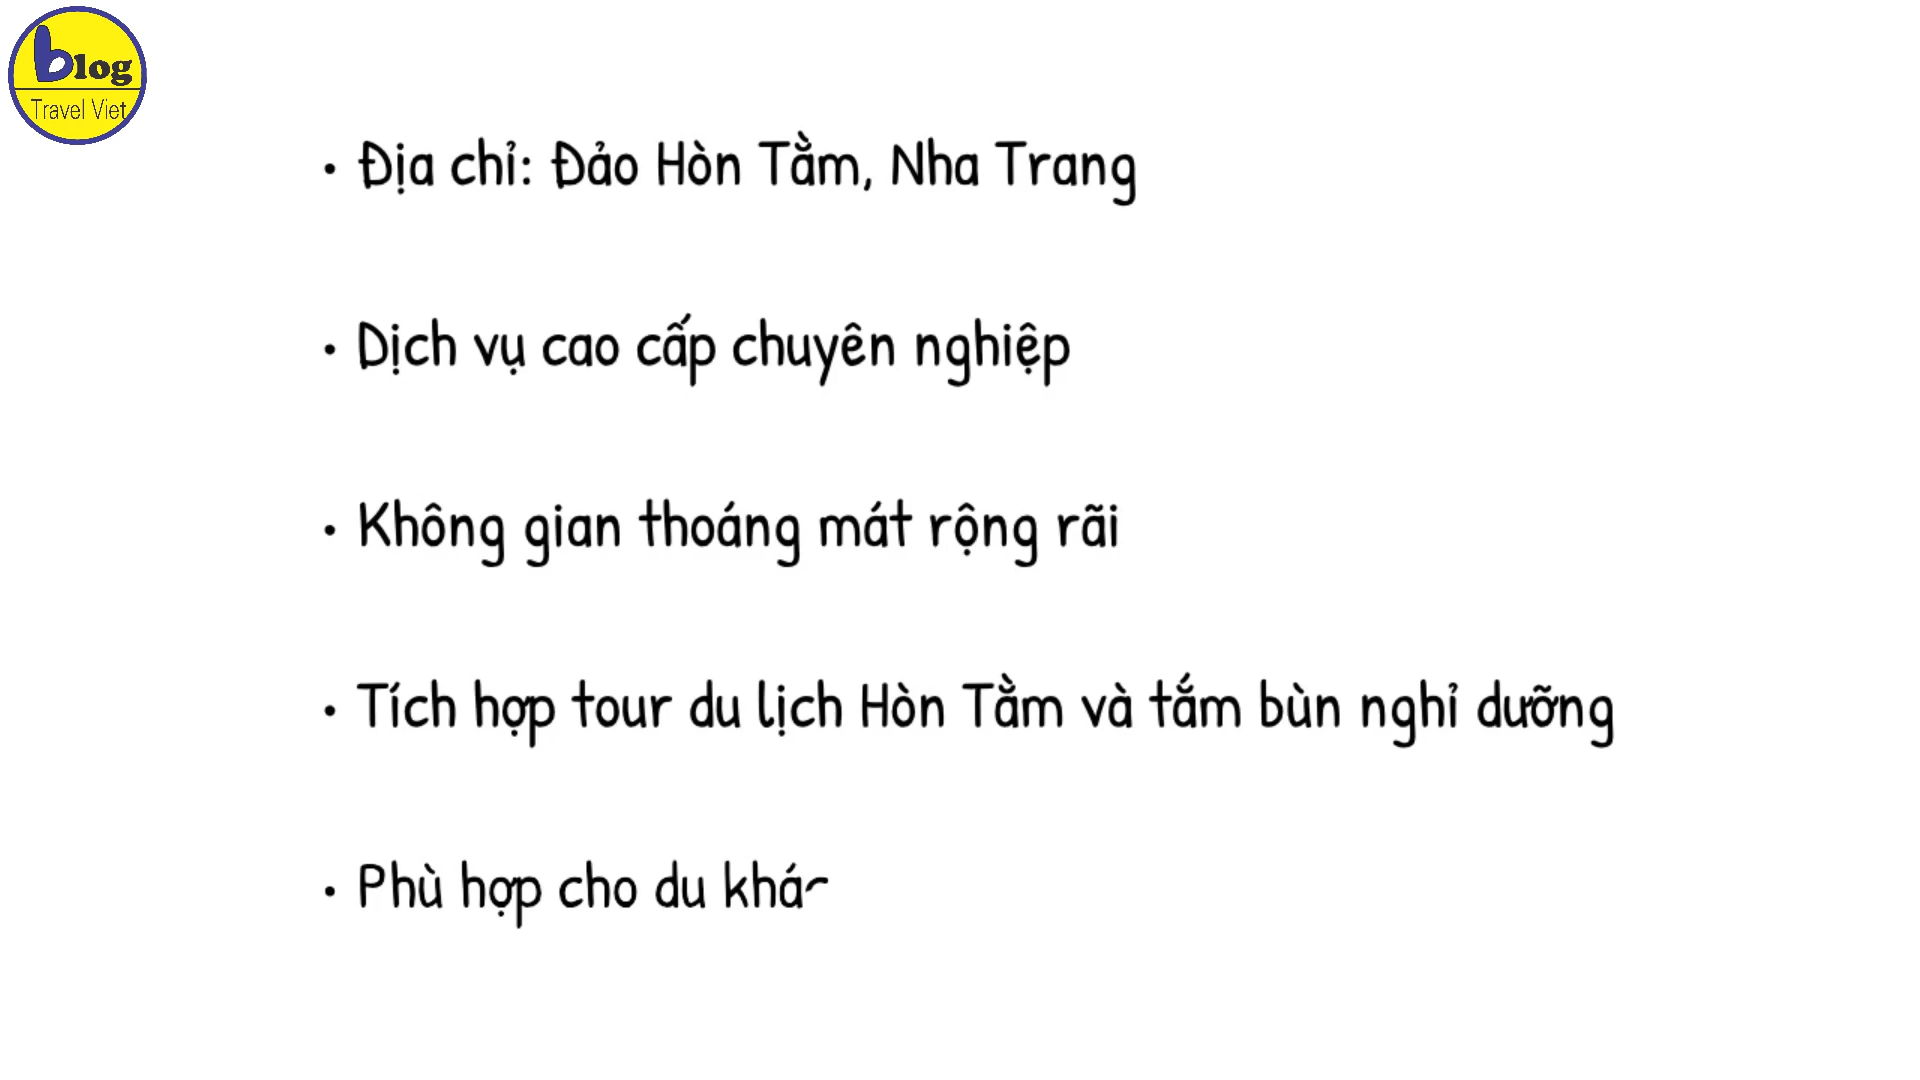 blog
Travel Viet
• Địa chỉ: Đảo Hòn Tằm, Nha Trang
• Dịch vụ cao cấp chuyên nghiệp
• Không gian thoáng mát rộng rãi
• Tích hợp tour du lịch Hòn Tằm và tắm bùn nghỉ dưỡng
• Phù hợp cho du